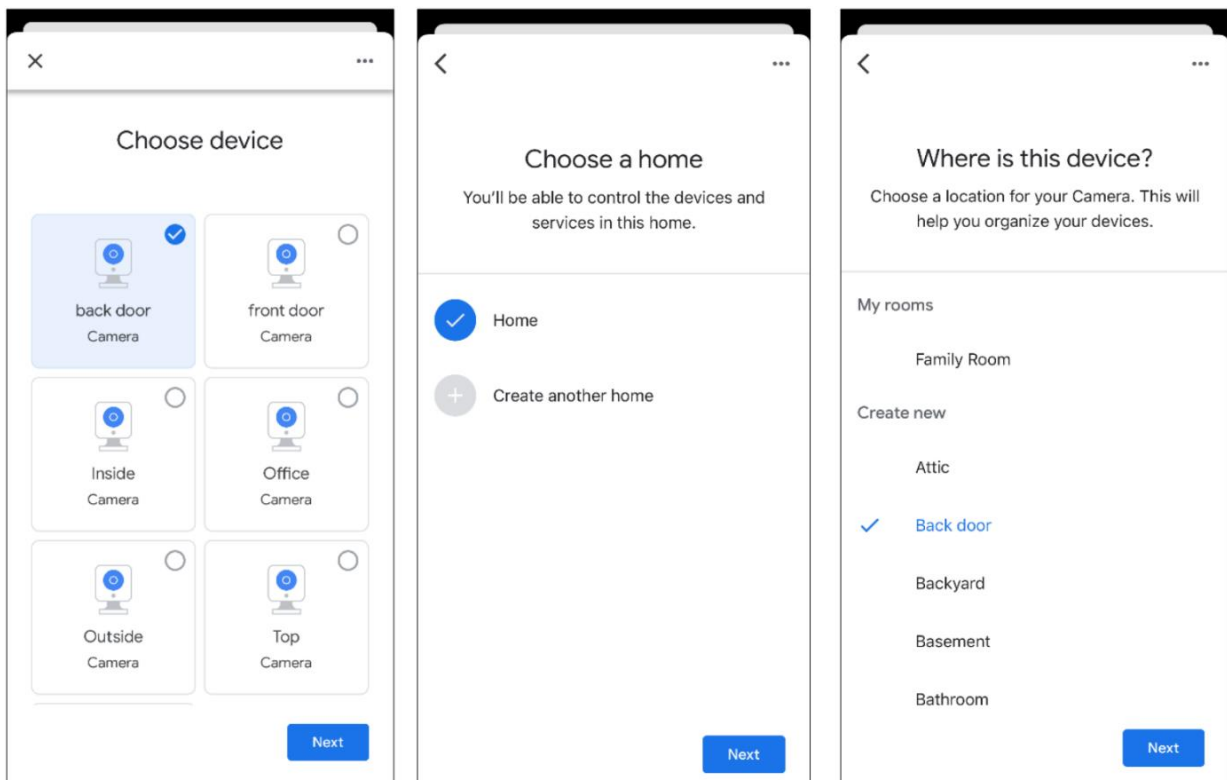 Choose device
back door
Camera
front door
Camera
Inside
Camera
Office
Camera
Outside
Camera
Top
Camera
Next
Choose a home
You'll be able to control the devices and
services in this home.
Home
Create another home
Next
Where is this device?
Choose a location for your Camera. This will
help you organize your devices.
My rooms
Family Room
Create new
Attic
Back door
Backyard
Basement
Bathroom
Next